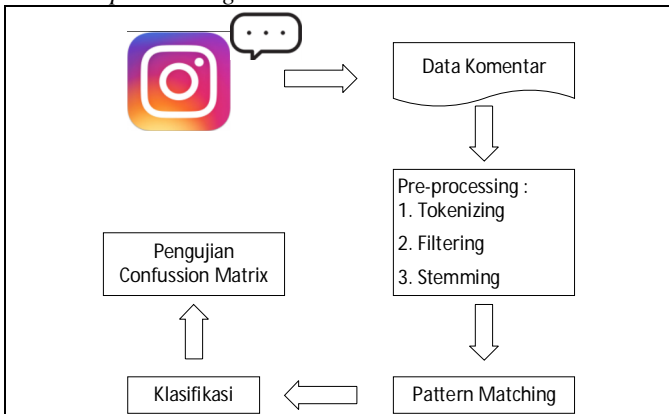 Data Komentar
Pre-processing :
1. Tokenizing
2. Filtering
3. Stemming
Pattern Matching
Klasifikasi
Pengujian
Confussion Matrix